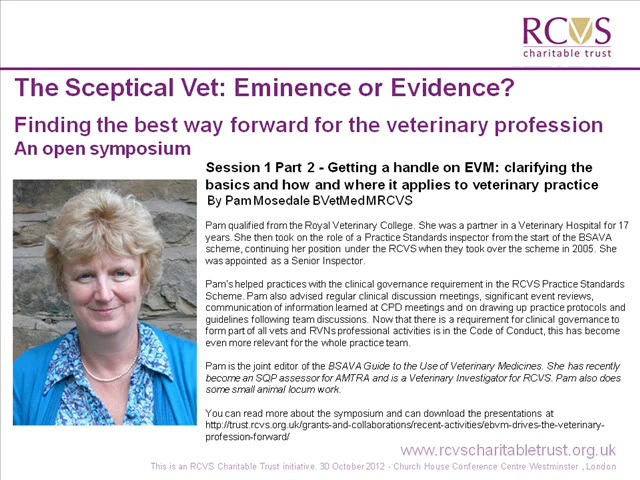 RCVS
charitable trust
The Sceptical Vet: Eminence or Evidence?
Finding the best way forward for the veterinary profession
An open symposium
Session 1 Part 2 - Getting a handle on EVM: clarifying the
basics and how and where it applies to veterinary practice
By Pam Mosedale BVetMedMRCVS
Pam qualified from the Royal Veterinary College. She was a partner in a Veterinary Hospital for 17
years. She then took on the role of a Practice Standards inspector from the start of the BSAVA
scheme, continuing her position under the RCVS when they took over the scheme in 2005. She
was appointed as a Senior Inspector.
Pam's helped practices with the clinical governance requirement in the RCVS Practice Standards
Scheme. Pam also advised regular clinical discussion meetings, significant event reviews,
communication of information learned at CPD meetings and on drawing up practice protocols and
guidelines following team discussions. Now that there is a requirement for clinical governance to
form part of all vets and RVNs professional activities is in the Code of Conduct, this has become
even more relevant for the whole practice team.
Pam is the joint editor of the BSAVA Guide to the Use of Veterinary Medicines. She has recently
become an SQP assessor for AMTRA and is a Veterinary Investigator for RCVS. Pam also does
some small animal locum work.
You can read more about the symposium and can download the presentations at
http://trust.rcvs.org.uk/grants-and-collaborations/recent-activities/ebvm-drives-the-veterinary-
profession-forward/
www.rcvscharitabletrust.org.uk
This is an RCVS Charitable Trust initiative. 30 October 2012 - Church House Conference Centre Westminster , London